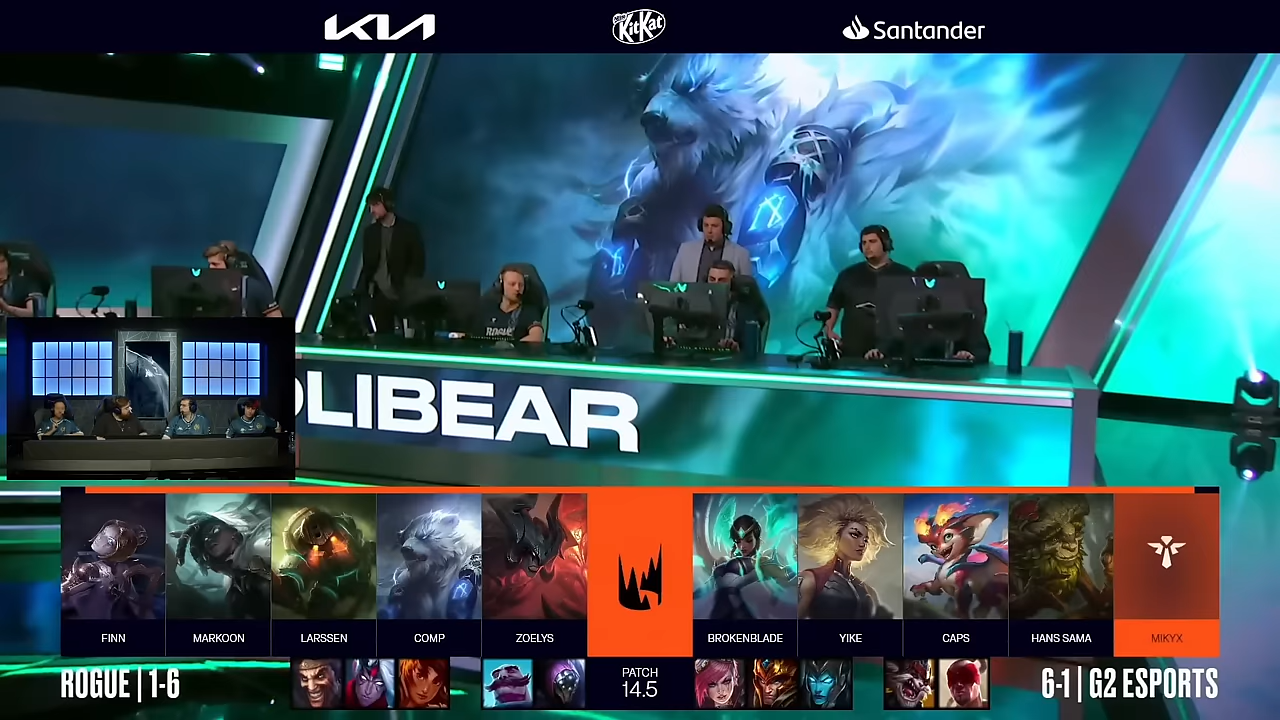 KIA
KitKat
Santander
ROGUE
LIBEAR
FINN
MARKOON
LARSSEN
COMP
ZOELYS
BROKENBLADE
YIKE
CAPS
HANS SAMA
MIKYX
ROGUE | 1-6
PATCH
14.5
6-1 | G2 ESPORTS